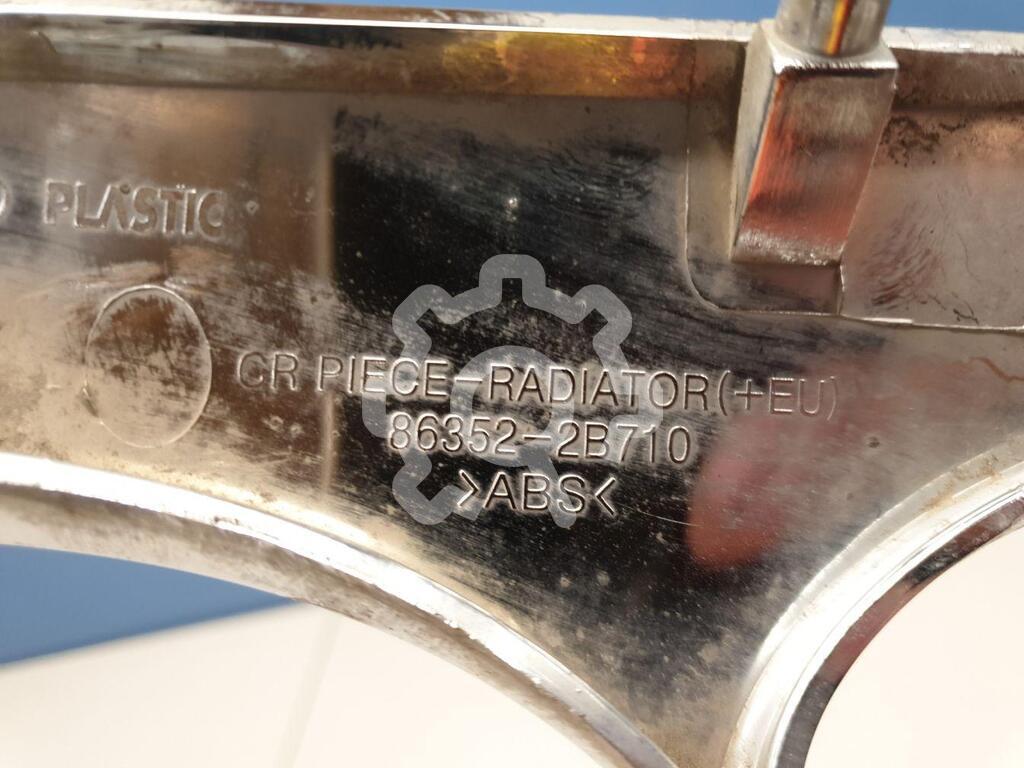 PLASTIC
CR PIECE-RADIATOR(+EU)
86352-2B710
>ABS<